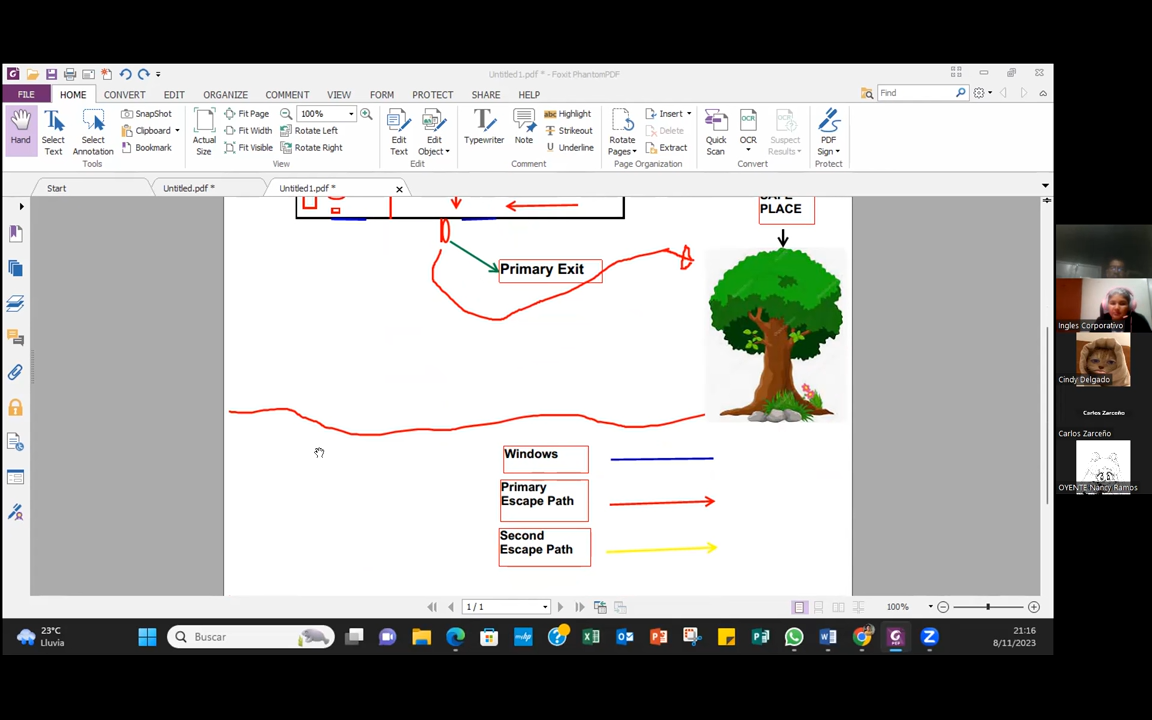 Untitled1.pdf * - Foxit PhantomPDF
FILE HOME CONVERT EDIT ORGANIZE COMMENT VIEW FORM PROTECT SHARE HELP Find
Hand
Select Text
Select Annotation
SnapShot
Clipboard
Bookmark
Tools
Actual Size
Fit Page
Fit Width
Fit Visible
100%
Rotate Left
Rotate Right
View
Edit Text
Edit Object
Edit
Typewriter
Note
Highlight
Strikeout
Underline
Comment
Rotate Pages
Insert
Delete
Extract
Page Organization
Quick Scan
OCR
Suspect Results
Convert
PDF Sign
Protect
Start Untitled.pdf * Untitled1.pdf *
PLACE
Primary Exit
Windows
Primary
Escape Path
Second
Escape Path
Ingles Corporativo
Cindy Delgado
Carlos Zarceño
Carlos Zarceño
OYENTE Nancy Ramos
1 / 1
100%
23°C
Lluvia
Buscar
21:16
8/11/2023